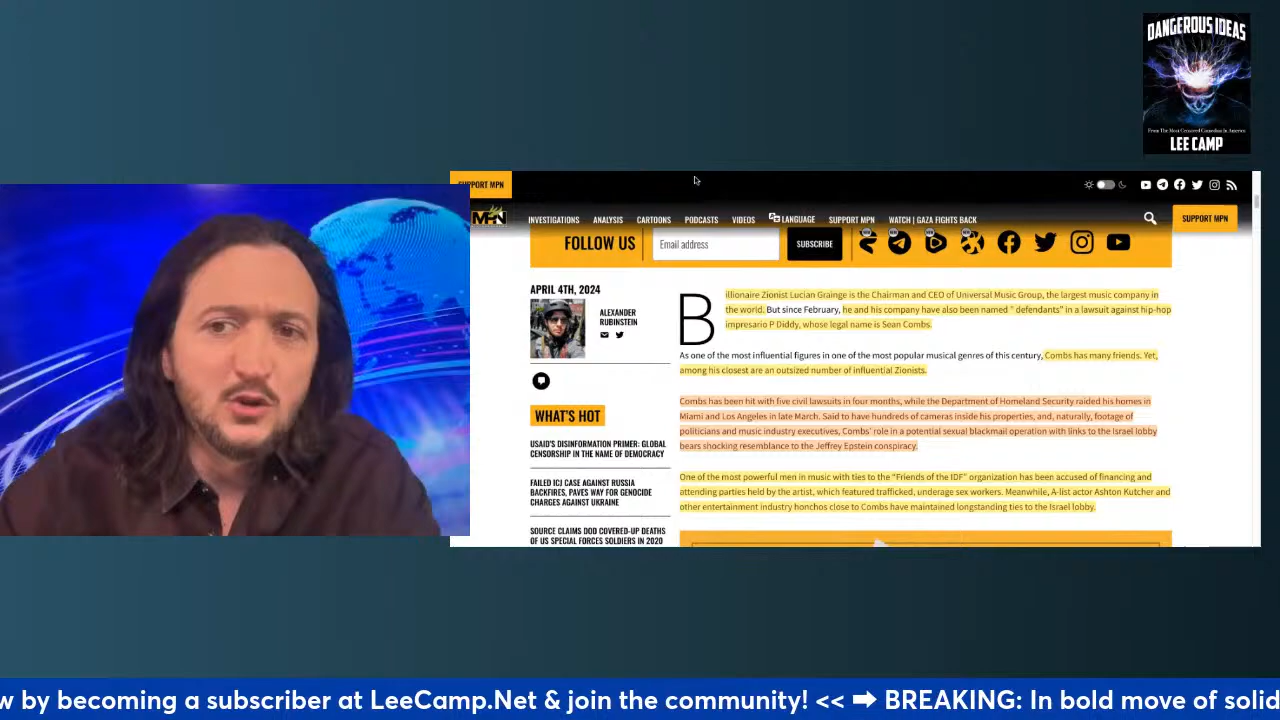 DANGEROUS IDEAS
From The Most Censored Comedian In America
LEE CAMP
SUPPORT MPN
MPN
INVESTIGATIONS ANALYSIS CARTOONS PODCASTS VIDEOS LANGUAGE SUPPORT MPN WATCH | GAZA FIGHTS BACK SUPPORT MPN
FOLLOW US Email address SUBSCRIBE
APRIL 4TH, 2024
ALEXANDER
RUBINSTEIN
WHAT'S HOT
USAID'S DISINFORMATION PRIMER: GLOBAL
CENSORSHIP IN THE NAME OF DEMOCRACY
FAILED ICJ CASE AGAINST RUSSIA
BACKFIRES, PAVES WAY FOR GENOCIDE
CHARGES AGAINST UKRAINE
SOURCE CLAIMS DOD COVERED-UP DEATHS
OF US SPECIAL FORCES SOLDIERS IN 2020
Billionaire Zionist Lucian Grainge is the Chairman and CEO of Universal Music Group, the largest music company in
the world. But since February, he and his company have also been named " defendants" in a lawsuit against hip-hop
impresario P Diddy, whose legal name is Sean Combs.
As one of the most influential figures in one of the most popular musical genres of this century, Combs has many friends. Yet,
among his closest are an outsized number of influential Zionists.
Combs has been hit with five civil lawsuits in four months, while the Department of Homeland Security raided his homes in
Miami and Los Angeles in late March. Said to have hundreds of cameras inside his properties, and, naturally, footage of
politicians and music industry executives, Combs' role in a potential sexual blackmail operation with links to the Israel lobby
bears shocking resemblance to the Jeffrey Epstein conspiracy.
One of the most powerful men in music with ties to the "Friends of the IDF" organization has been accused of financing and
attending parties held by the artist, which featured trafficked, underage sex workers. Meanwhile, A-list actor Ashton Kutcher and
other entertainment industry honchos close to Combs have maintained longstanding ties to the Israel lobby.
w by becoming a subscriber at LeeCamp.Net & join the community! << ➡ BREAKING: In bold move of solid